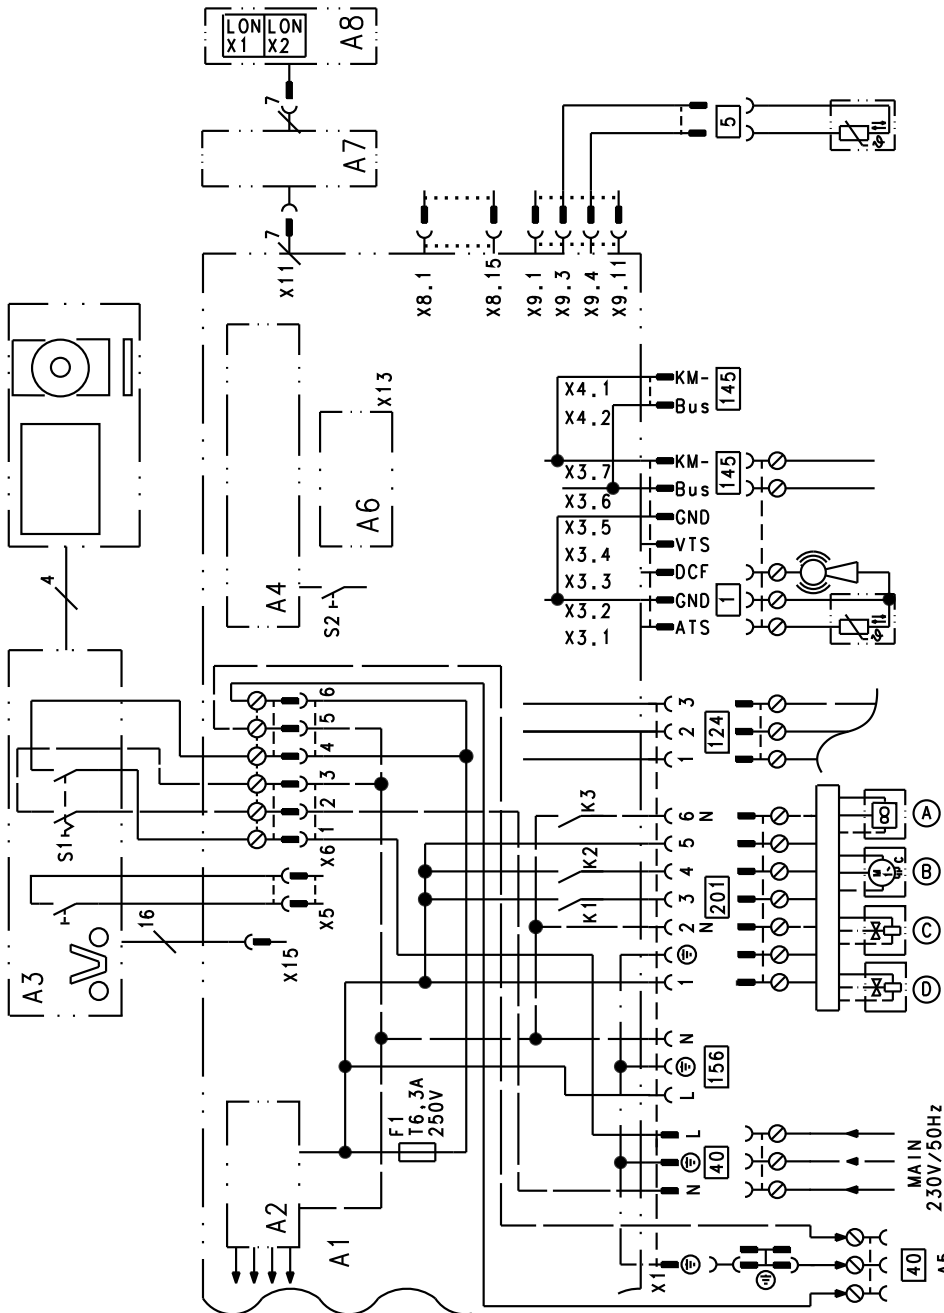 LON
X1
LON
X2
A8
7
A7
7
X11
5
X8.1
X8.15
X9.1
X9.3
X9.4
X9.11
X13
A6
A4
S2
4
X4.1
X4.2
KM-
Bus
145
X3.7
X3.6
X3.5
X3.4
X3.3
X3.2
X3.1
KM-
Bus
GND
VTS
DCF
GND
ATS
145
1
A3
S1
16
X15
X5
X6
1
2
3
4
5
6
3
2
1
124
K3
K2
K1
6
N
5
4
3
2
N
1
201
A
B
C
D
M
1~
C
N
L
156
F1
T6,3A
250V
A2
A1
L
N
40
MAIN
230V/50Hz
X1
40
A5